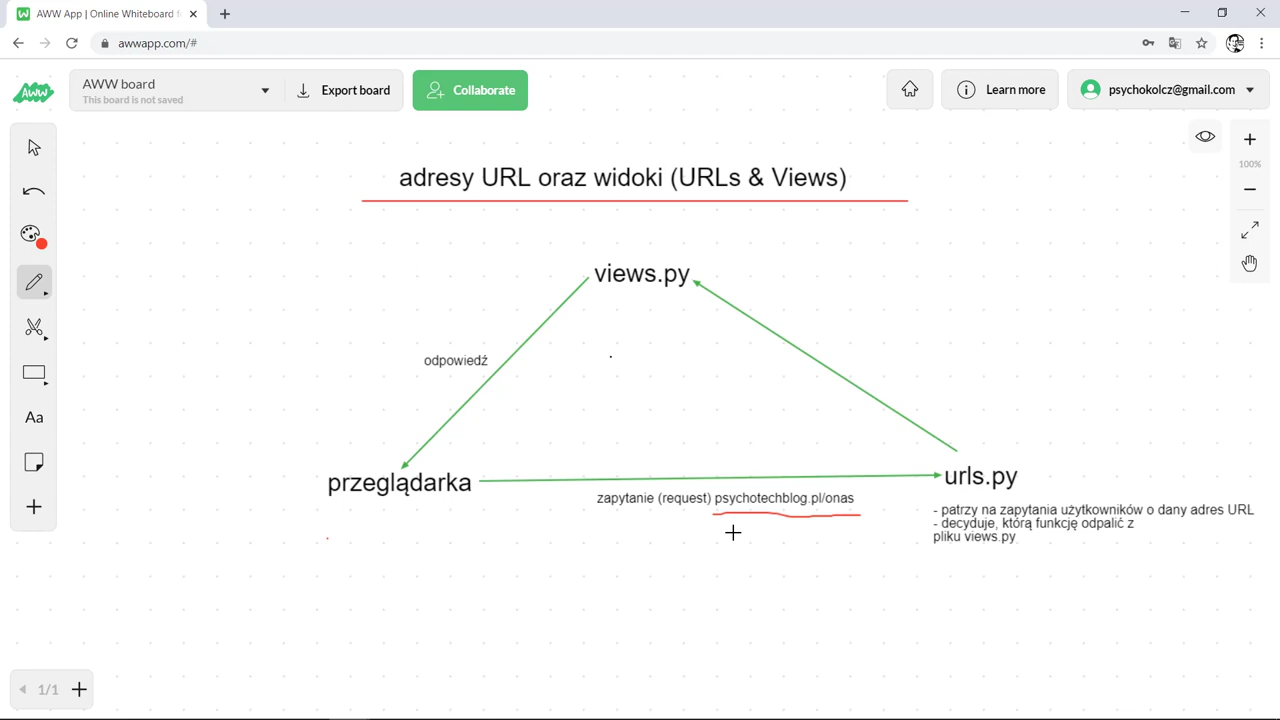 AWW App | Online Whiteboard f
awwapp.com/#
AWW
AWW board
This board is not saved
Export board
Collaborate
Learn more
psychokolcz@gmail.com
100%
adresy URL oraz widoki (URLs & Views)
views.py
odpowiedź
przeglądarka
urls.py
zapytanie (request) psychotechblog.pl/onas
- patrzy na zapytania użytkowników o dany adres URL
- decyduje, którą funkcję odpalić z
pliku views.py
Aa
1/1